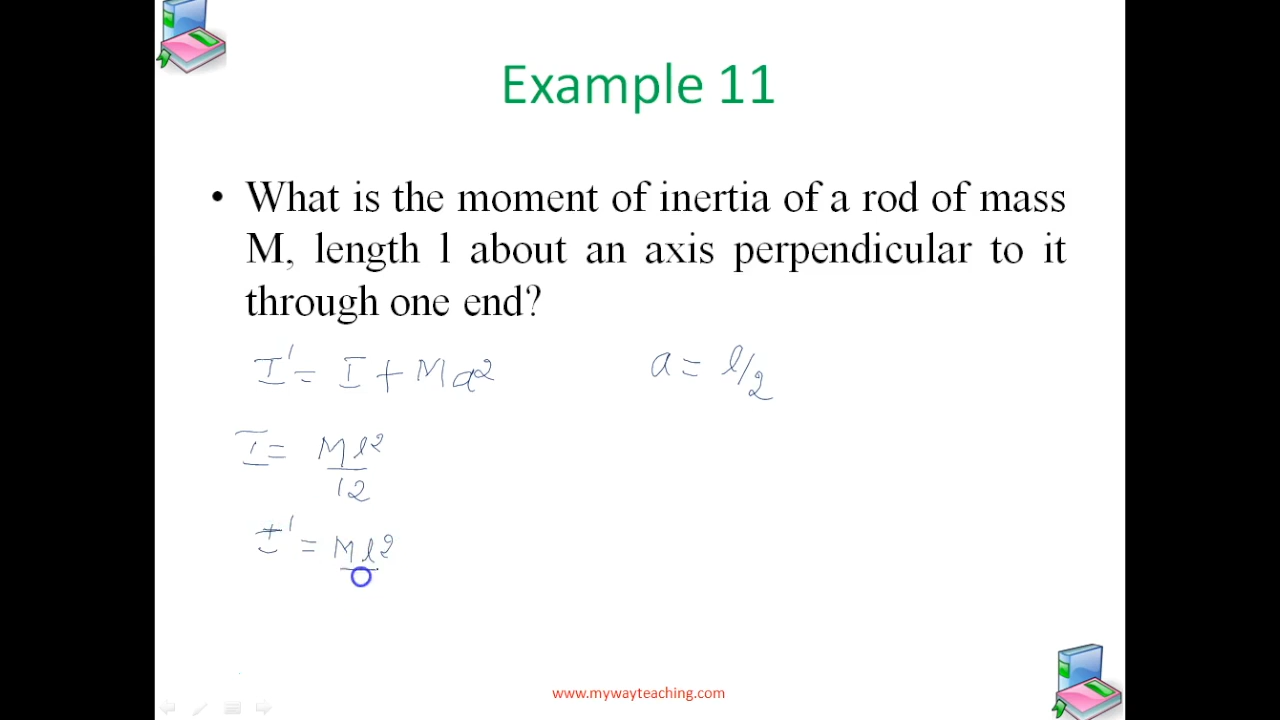 Example 11
• What is the moment of inertia of a rod of mass
M, length l about an axis perpendicular to it
through one end?
I' = I + Ma² a = l/2
I = Ml²/12
I' = Ml²
www.mywayteaching.com